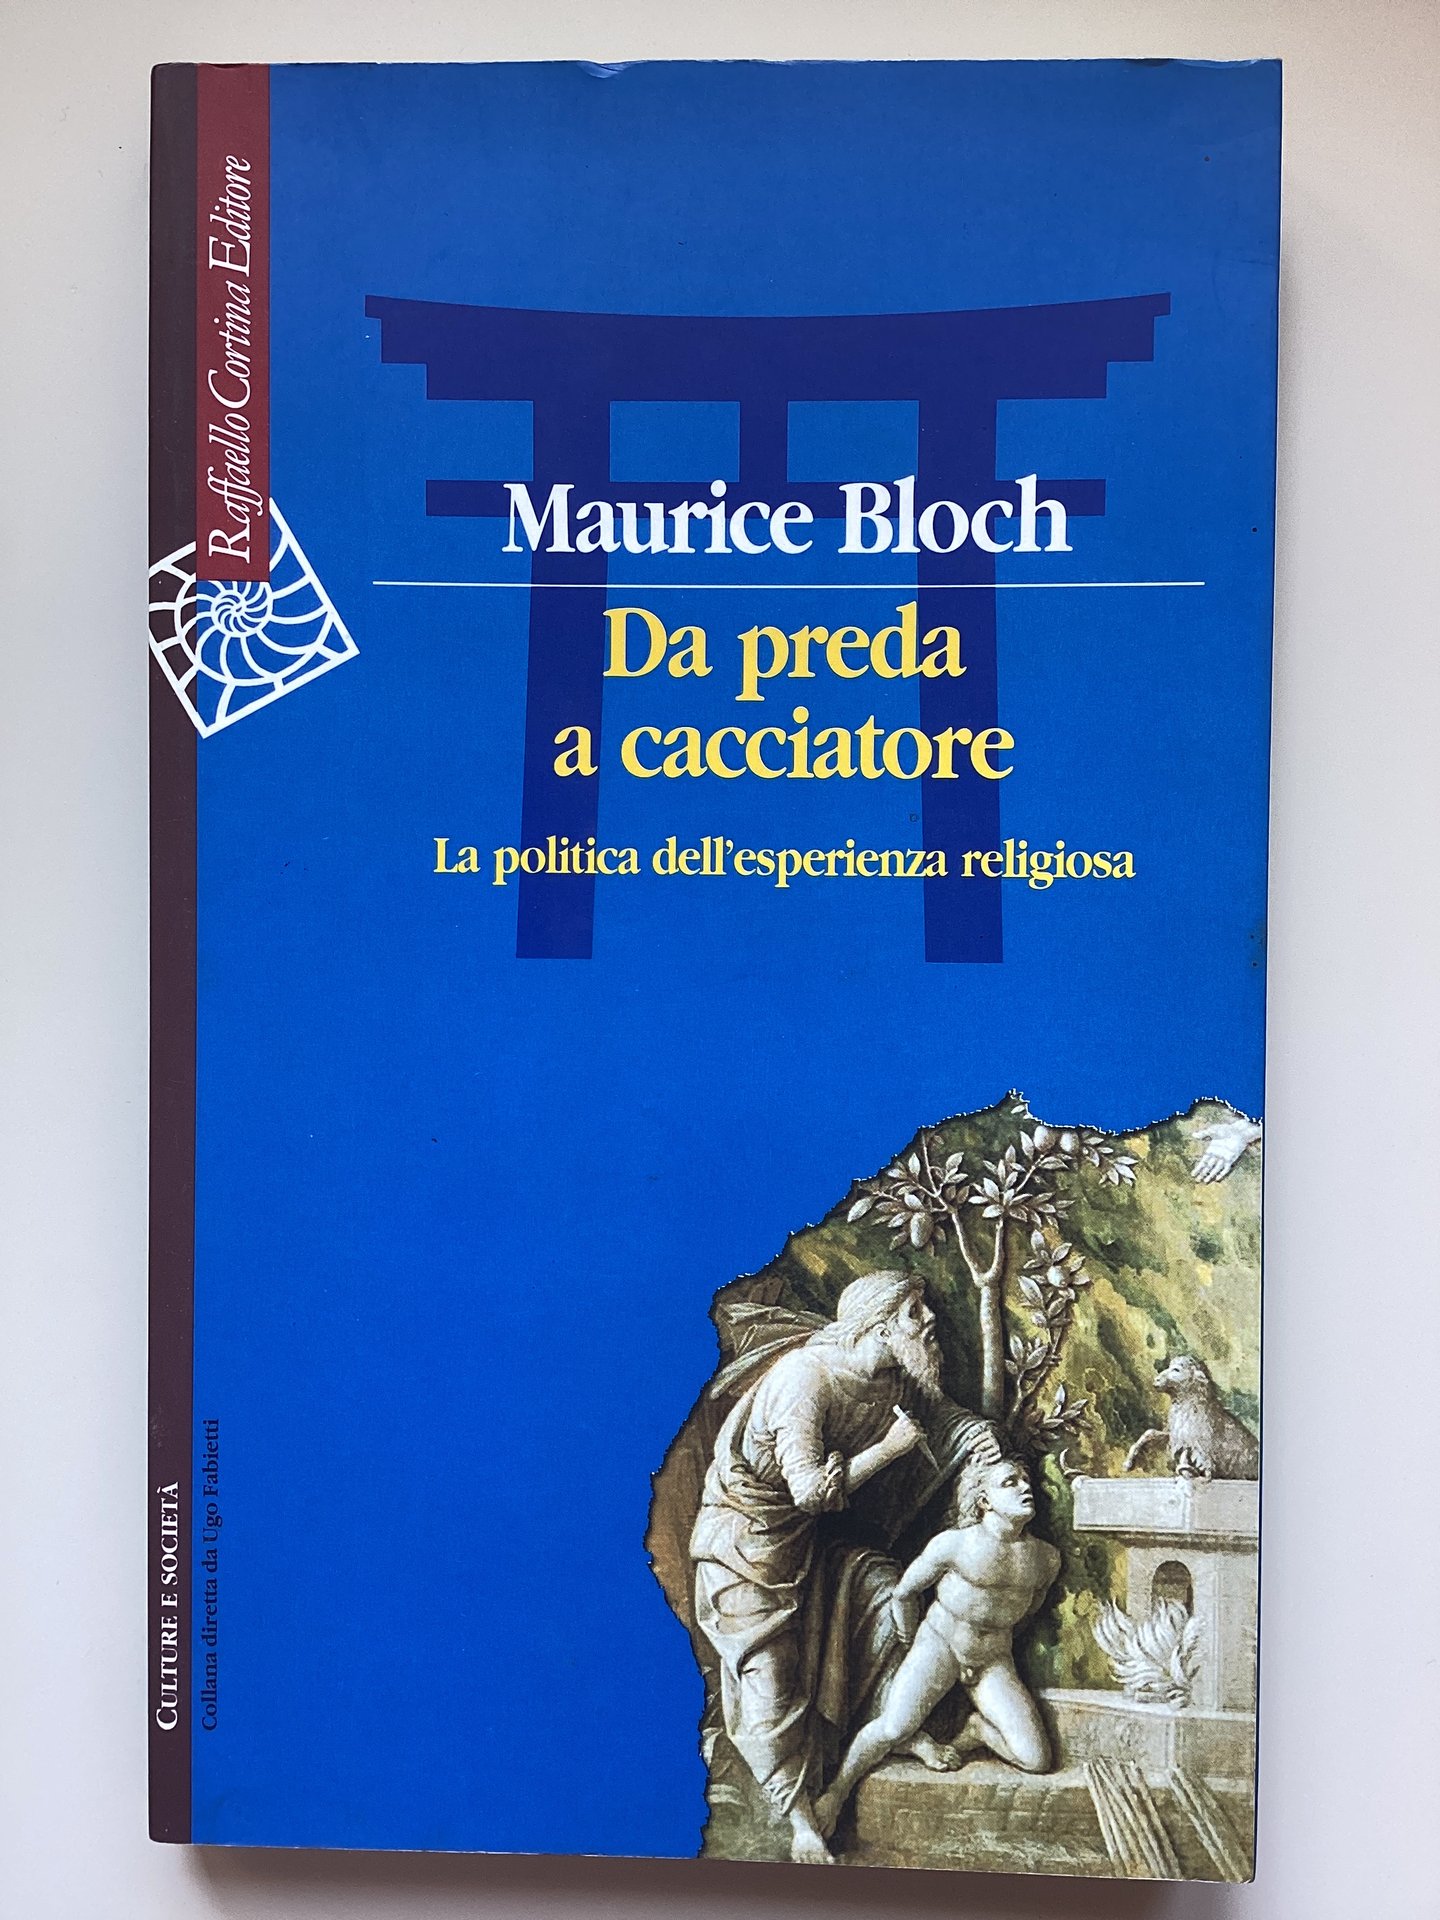 Raffaello Cortina Editore
Maurice Bloch
Da preda
a cacciatore
La politica dell'esperienza religiosa
CULTURE E SOCIETÀ
Collana diretta da Ugo Fabietti